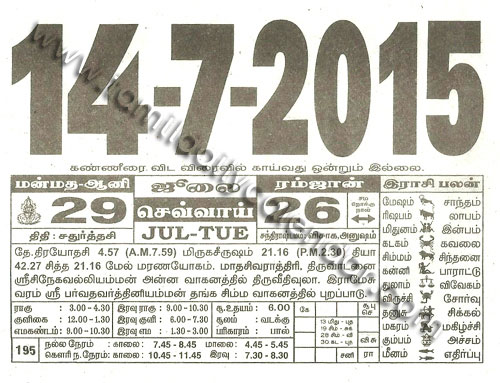 14-7-2015
கண்ணீரை விட விரைவில் காய்வது ஒன்றும் இல்லை.
மன்மத-ஆனி ஜூலை ரம்ஜான் இராசி பலன்
29 செவ்வாய் 26
திதி : சதுர்த்தசி JUL-TUE சந்திராஷ்டமம்-விசாக,அனுஷம்
தே.திரயோதசி 4.57 (A.M.7.59) மிருகசீருஷம் 21.16 (P.M.2.30) தியா
42.27 சித்த 21.16 மேல் மரணயோகம். மாதசிவராத்திரி.
ஸ்ரீசிநேகவல்லியம்மன் அன்ன வாகனத்தில் திருவீதிவுலா. இராமேசு
வரம் ஸ்ரீ பர்வதவர்த்தினியம்மன் தங்க சிம்ம வாகனத்தில் புறப்பாடு.
ராகு 3.00 - 4.30 இரவு ராகு 9.00 - 10.30 சூ.உதயம் : 6.00
குளிகை 12.00-1.30 இரவு குளி 6.00-7.30 சூலம் : வடக்கு
எமகண்டம்: 9.00-10.30 இரவு எம 1.30-3.00 பரிகாரம் : பால்
195 நல்ல நேரம் : காலை : 7.45 - 8.45 மாலை : 4.45 - 5.45
கௌரி ந.நேரம்: காலை : 10.45 - 11.45 இரவு : 7.30 - 8.30
மேஷம் சாந்தம்
ரிஷபம் லாபம்
மிதுனம் இன்பம்
கடகம் கவலை
சிம்மம் சிந்தனை
கன்னி பாராட்டு
துலாம் விவேகம்
விருச்சி சோர்வு
தனுசு சிக்கல்
மகரம் மகிழ்ச்சி
கும்பம் அச்சம்
மீனம் எதிர்ப்பு
www.tamildailycalendar.com